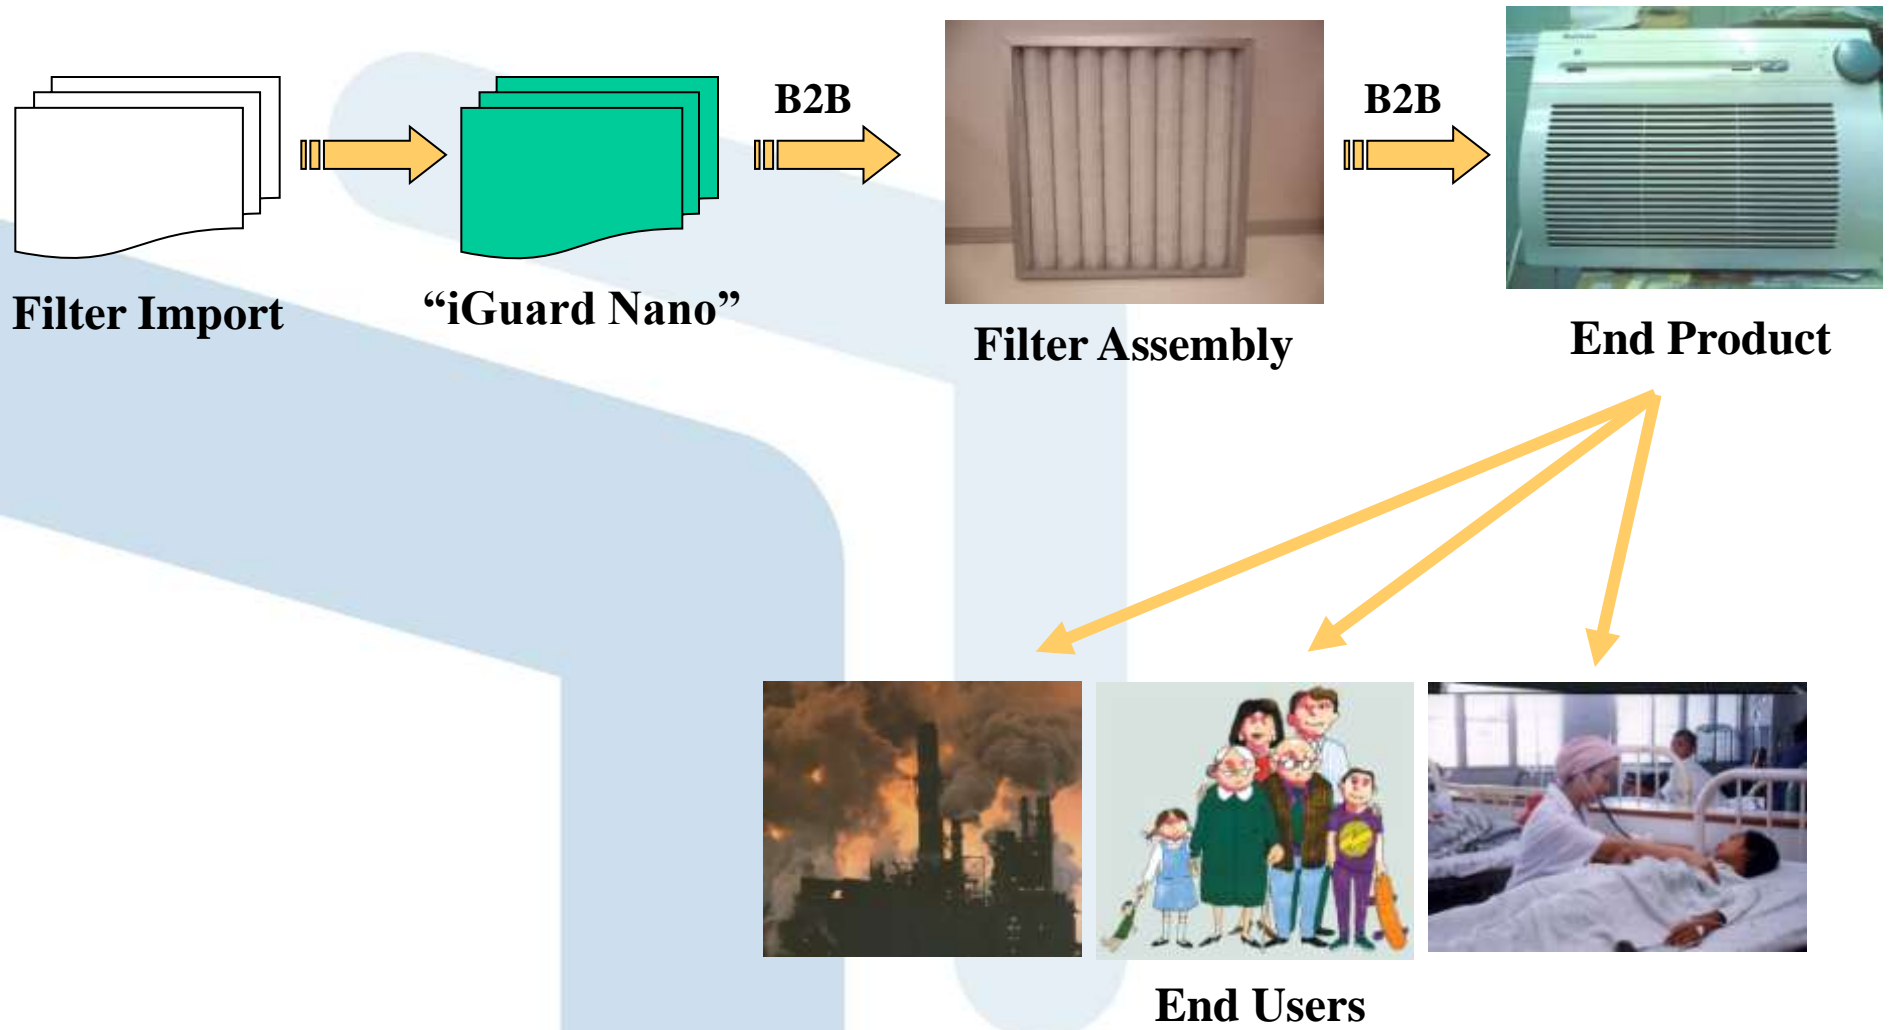 B2B
B2B
Filter Import
“iGuard Nano”
Filter Assembly
End Product
End Users